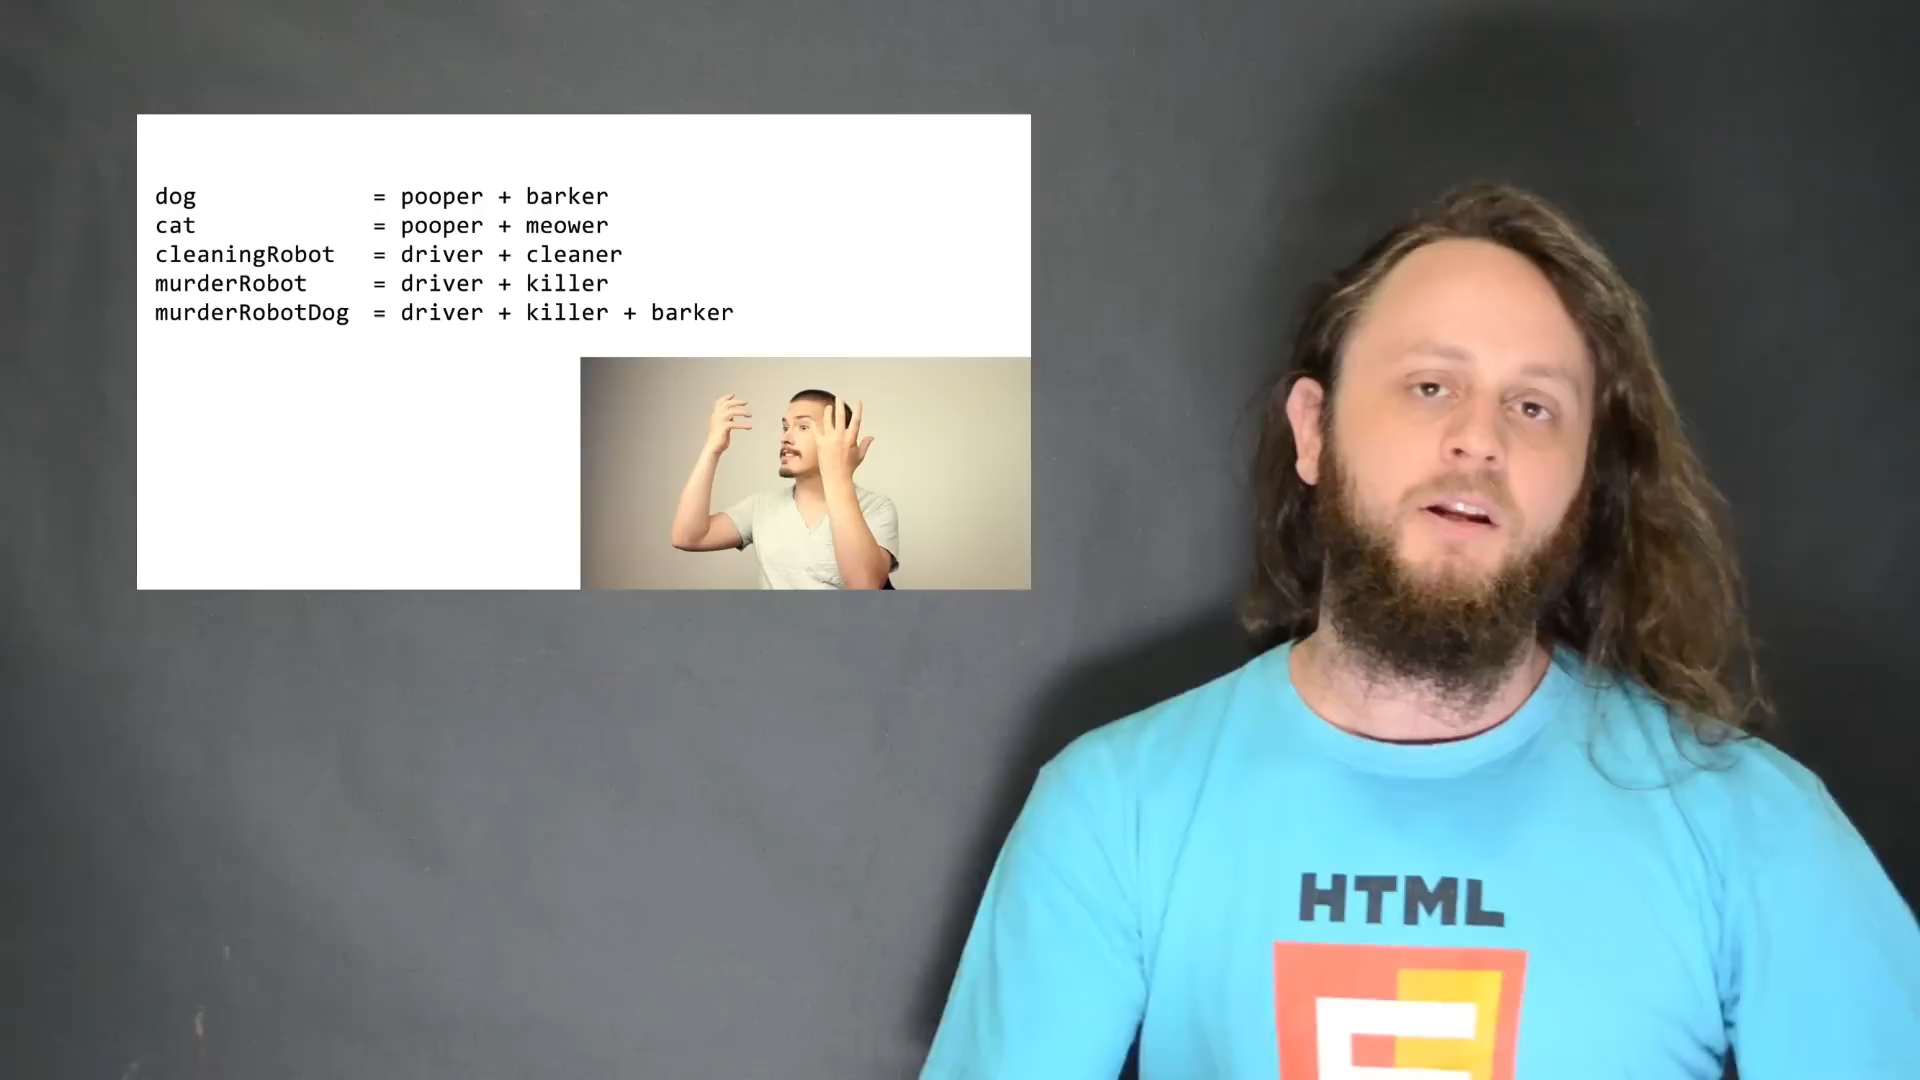 dog = pooper + barker
cat = pooper + meower
cleaningRobot = driver + cleaner
murderRobot = driver + killer
murderRobotDog = driver + killer + barker
HTML